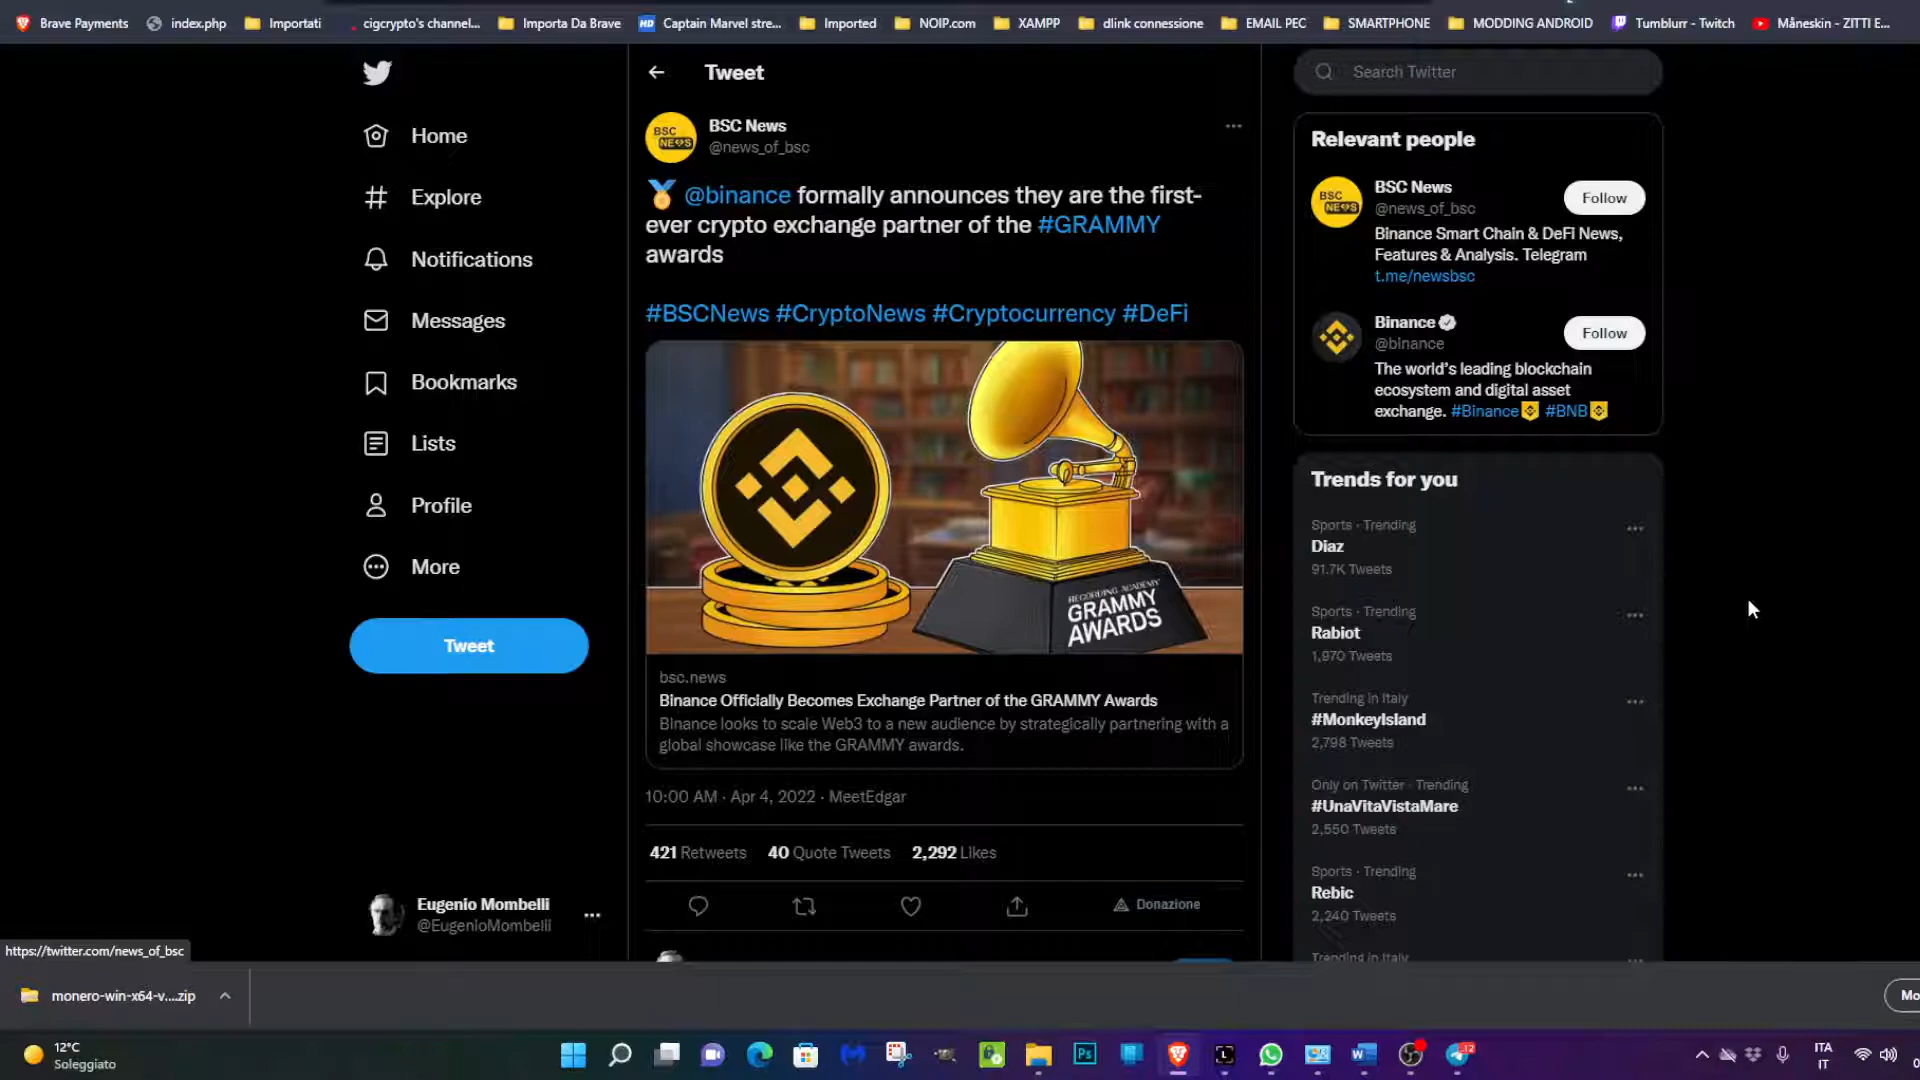 Brave Payments
index.php
Importati
cigcrypto's channel...
Importa Da Brave
Captain Marvel stre...
Imported
NOIP.com
XAMPP
dlink connessione
EMAIL PEC
SMARTPHONE
MODDING ANDROID
Tumblurr - Twitch
Måneskin - ZITTI E...
Home
Explore
Notifications
Messages
Bookmarks
Lists
Profile
More
Tweet
Eugenio Mombelli
@EugenioMombelli
Tweet
BSC News
@news_of_bsc
@binance formally announces they are the first-
ever crypto exchange partner of the #GRAMMY
awards
#BSCNews #CryptoNews #Cryptocurrency #DeFi
RECORDING ACADEMY
GRAMMY
AWARDS
bsc.news
Binance Officially Becomes Exchange Partner of the GRAMMY Awards
Binance looks to scale Web3 to a new audience by strategically partnering with a
global showcase like the GRAMMY awards.
10:00 AM · Apr 4, 2022 · MeetEdgar
421 Retweets 40 Quote Tweets 2,292 Likes
Donazione
Search Twitter
Relevant people
BSC
NEWS
BSC News
@news_of_bsc
Follow
Binance Smart Chain & DeFi News,
Features & Analysis. Telegram
t.me/newsbsc
Binance
@binance
Follow
The world's leading blockchain
ecosystem and digital asset
exchange. #Binance #BNB
Trends for you
Sports · Trending
Diaz
91.7K Tweets
Sports · Trending
Rabiot
1,970 Tweets
Trending in Italy
#MonkeyIsland
2,798 Tweets
Only on Twitter · Trending
#UnaVitaVistaMare
2,550 Tweets
Sports · Trending
Rebic
2,240 Tweets
Trending in Italy
https://twitter.com/news_of_bsc
monero-win-x64-v....zip
Mo
12°C
Soleggiato
ITA
IT